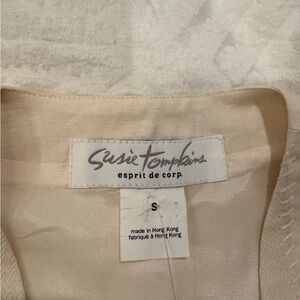 Susie Tompkins
esprit de corp.
S
made in Hong Kong
fabriqué à Hong Kong